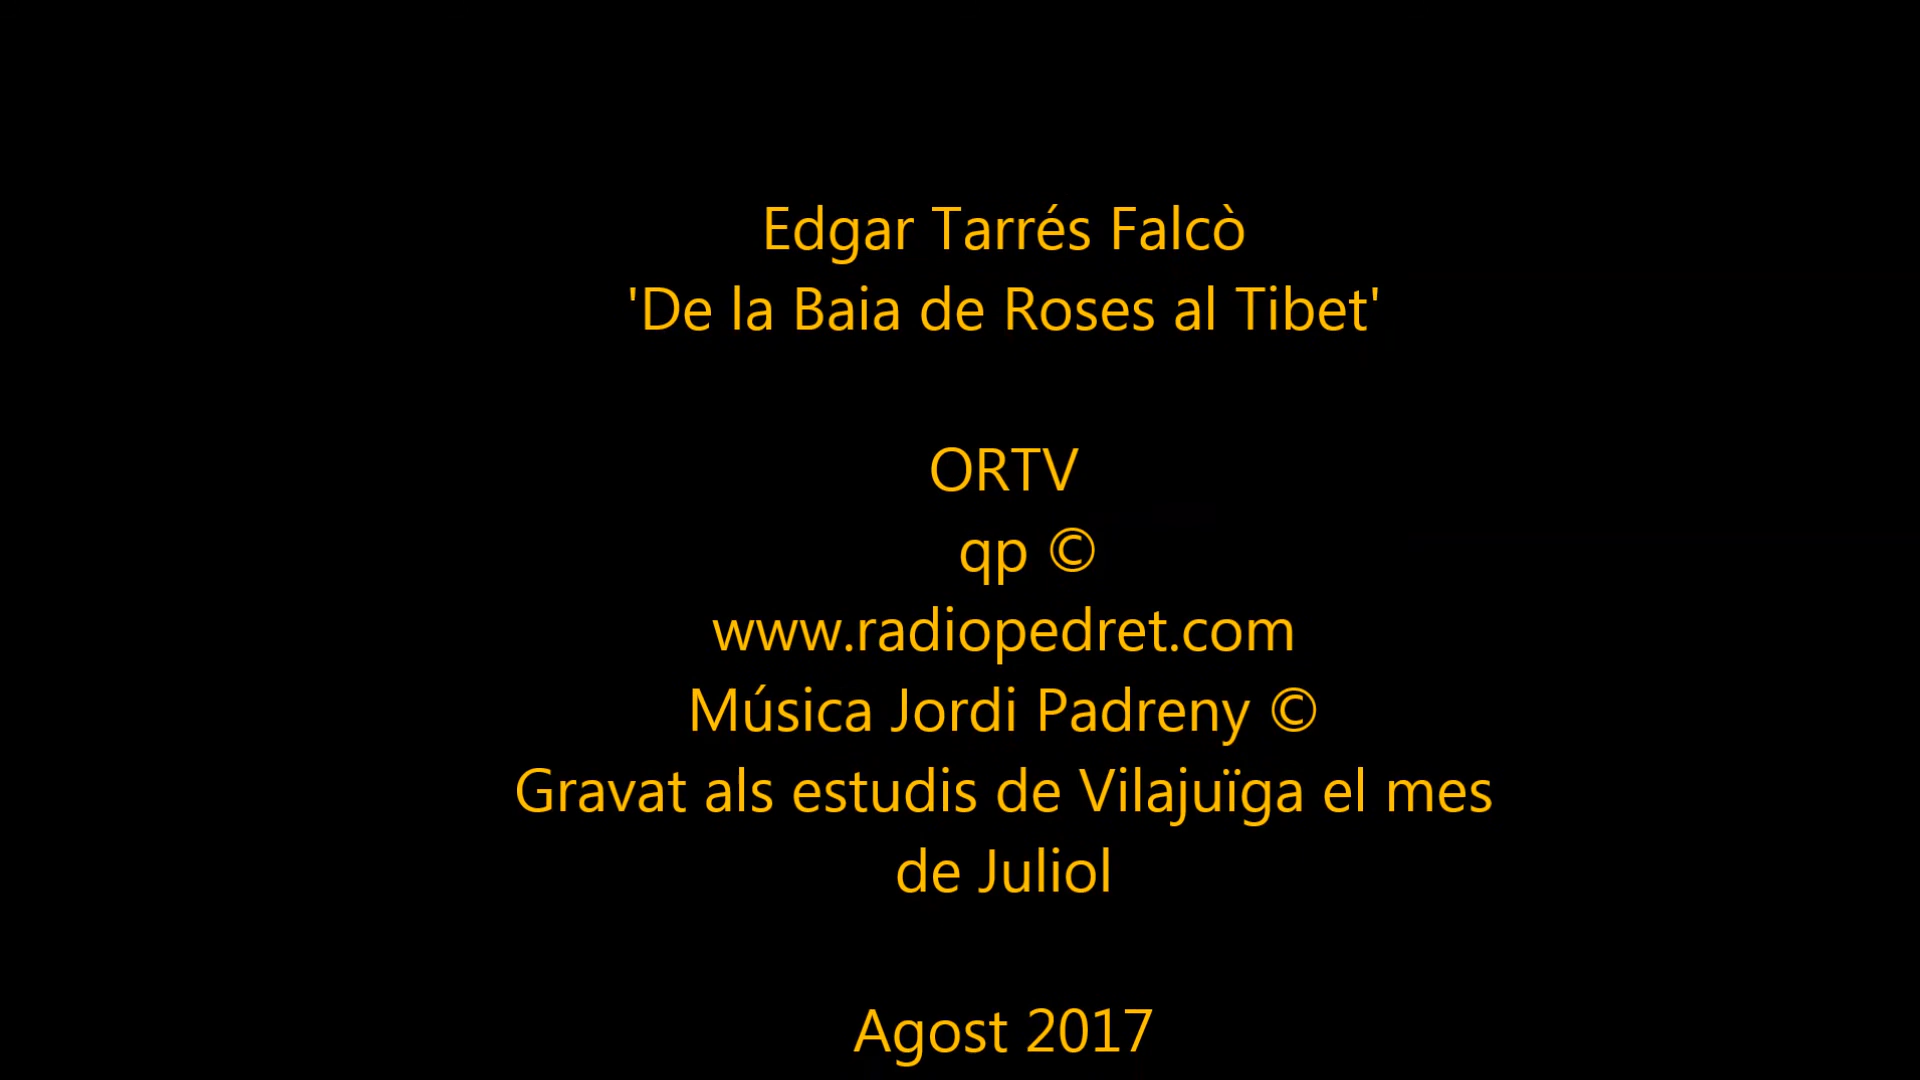 Edgar Tarrés Falcò
'De la Baia de Roses al Tibet'
ORTV
qp ©
www.radiopedret.com
Música Jordi Padreny ©
Gravat als estudis de Vilajuïga el mes
de Juliol
Agost 2017